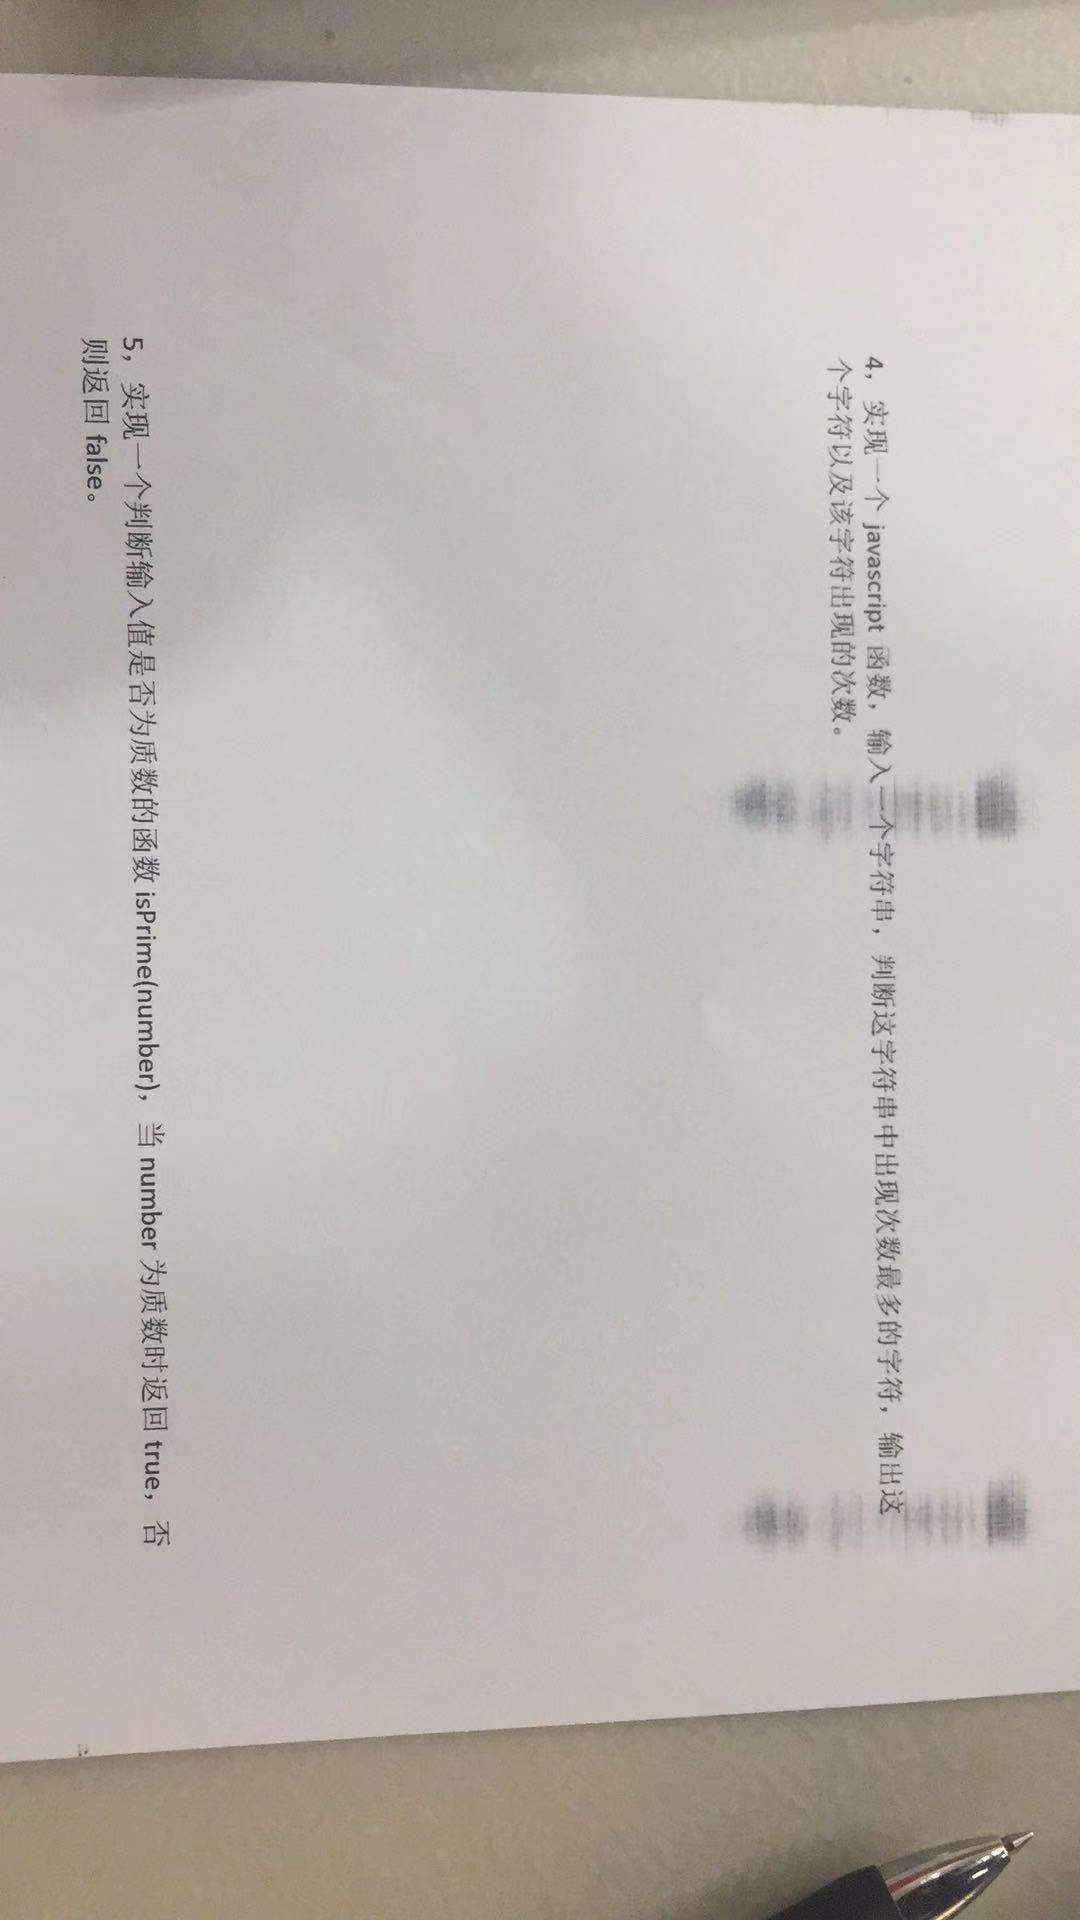 4，实现一个 javascript 函数，输入一个字符串，判断这字符串中出现次数最多的字符，输出这
个字符以及该字符出现的次数。
5，实现一个判断输入值是否为质数的函数 isPrime(number)，当 number 为质数时返回 true，否
则返回 false。